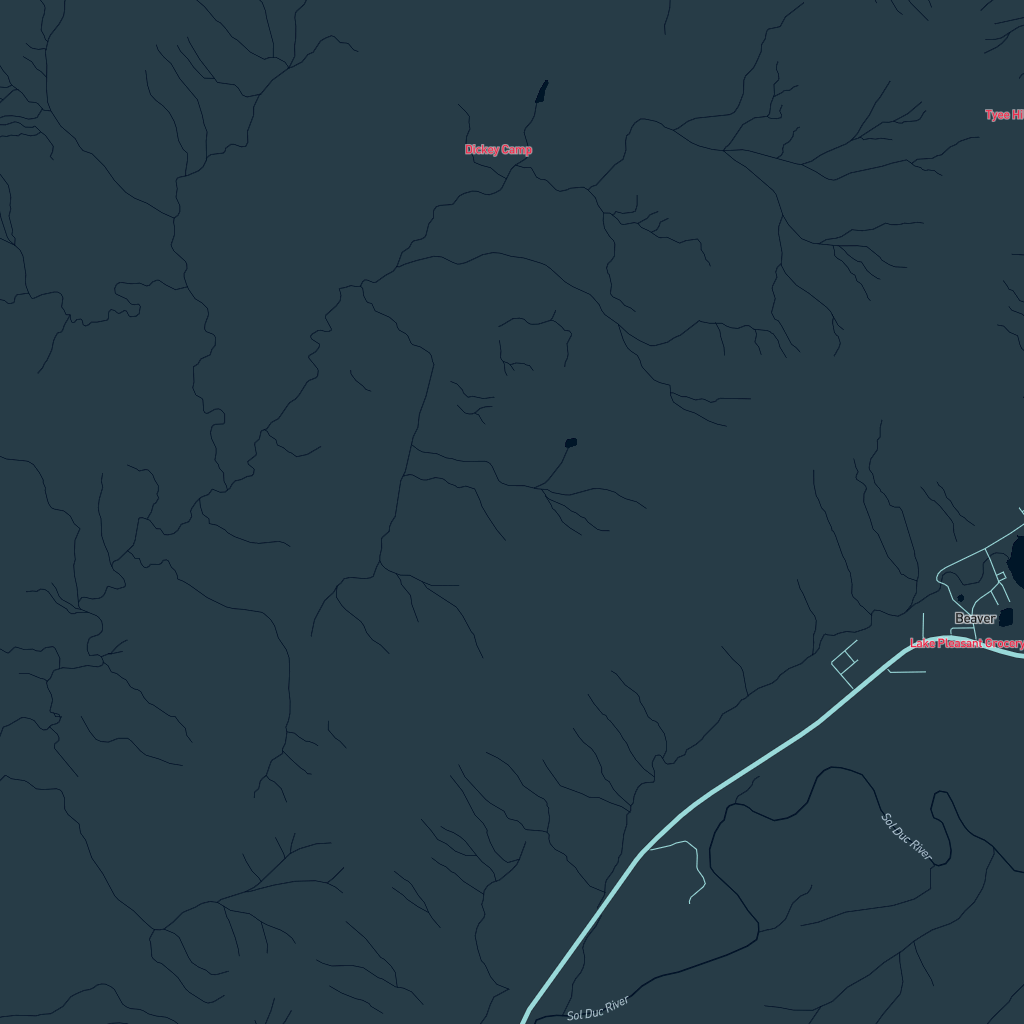 Tyee Hi
Dickey Camp
Beaver
Lake Pleasant Grocery
Sol Duc River
Sol Duc River